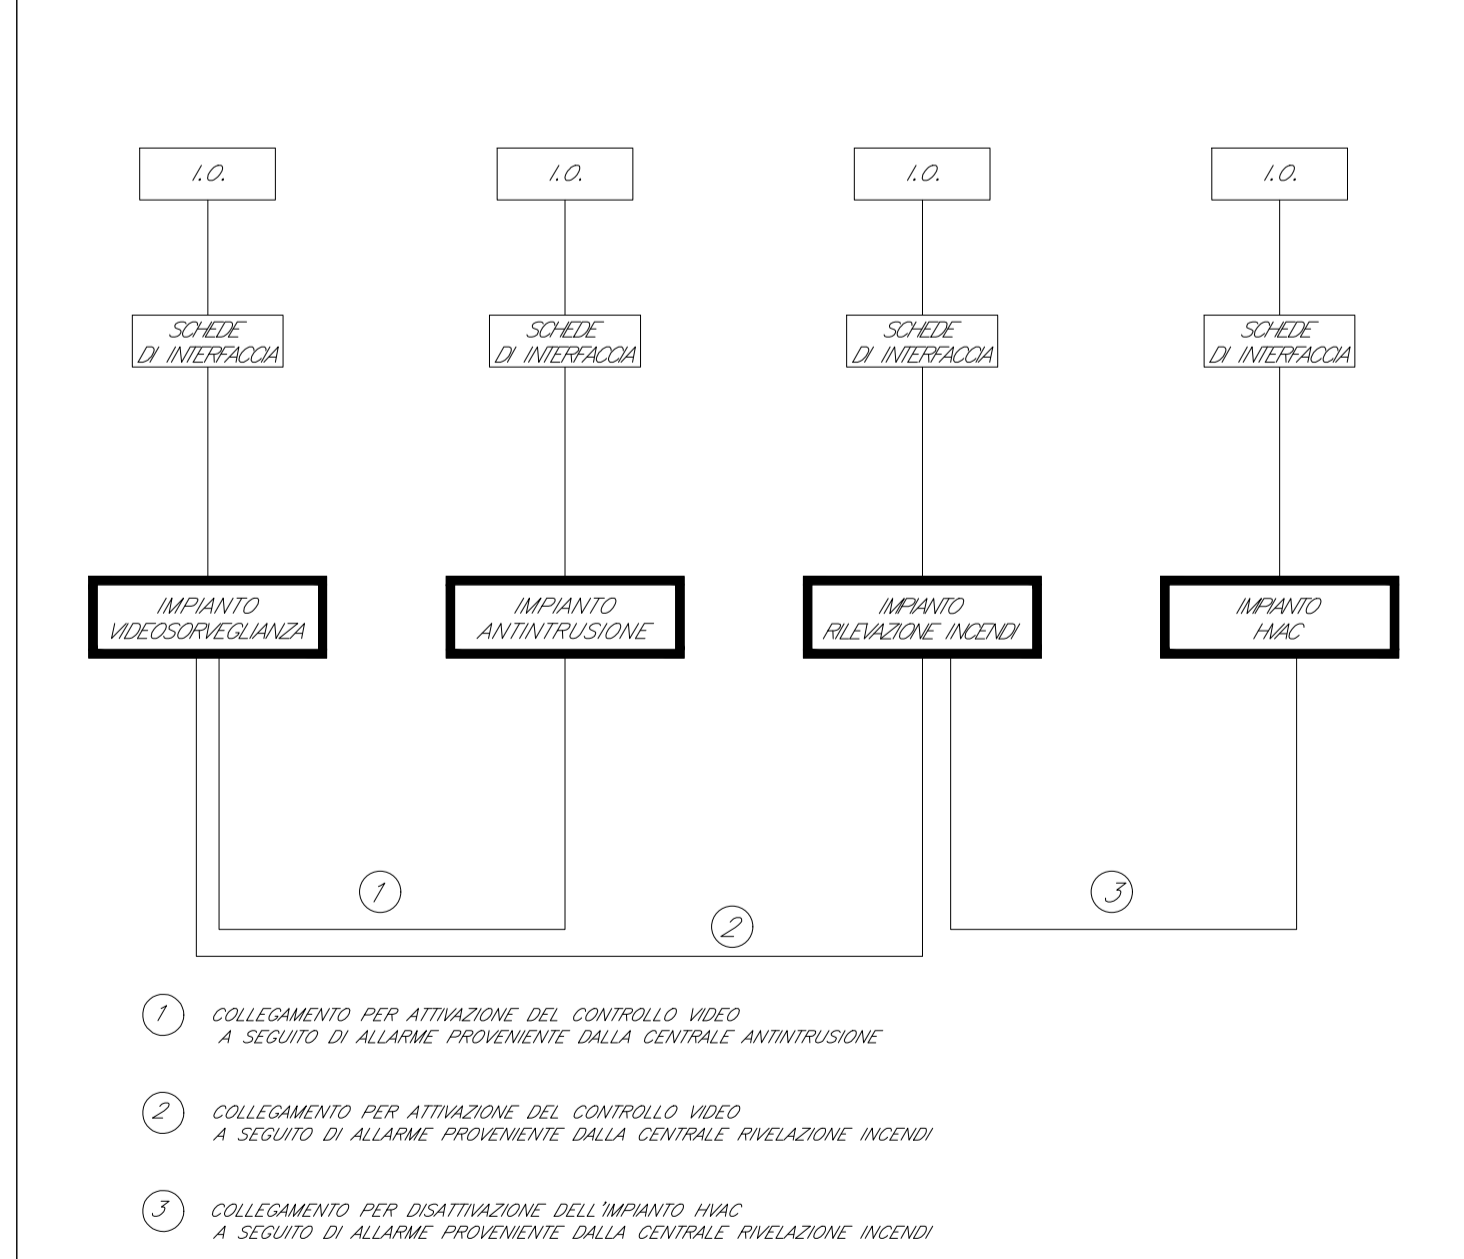 I.O.
I.O.
I.O.
I.O.
SCHEDE
DI INTERFACCIA
SCHEDE
DI INTERFACCIA
SCHEDE
DI INTERFACCIA
SCHEDE
DI INTERFACCIA
IMPIANTO
VIDEOSORVEGLIANZA
IMPIANTO
ANTINTRUSIONE
IMPIANTO
RILEVAZIONE INCENDI
IMPIANTO
HVAC
1
2
3
1
COLLEGAMENTO PER ATTIVAZIONE DEL CONTROLLO VIDEO
A SEGUITO DI ALLARME PROVENIENTE DALLA CENTRALE ANTINTRUSIONE
2
COLLEGAMENTO PER ATTIVAZIONE DEL CONTROLLO VIDEO
A SEGUITO DI ALLARME PROVENIENTE DALLA CENTRALE RIVELAZIONE INCENDI
3
COLLEGAMENTO PER DISATTIVAZIONE DELL'IMPIANTO HVAC
A SEGUITO DI ALLARME PROVENIENTE DALLA CENTRALE RIVELAZIONE INCENDI